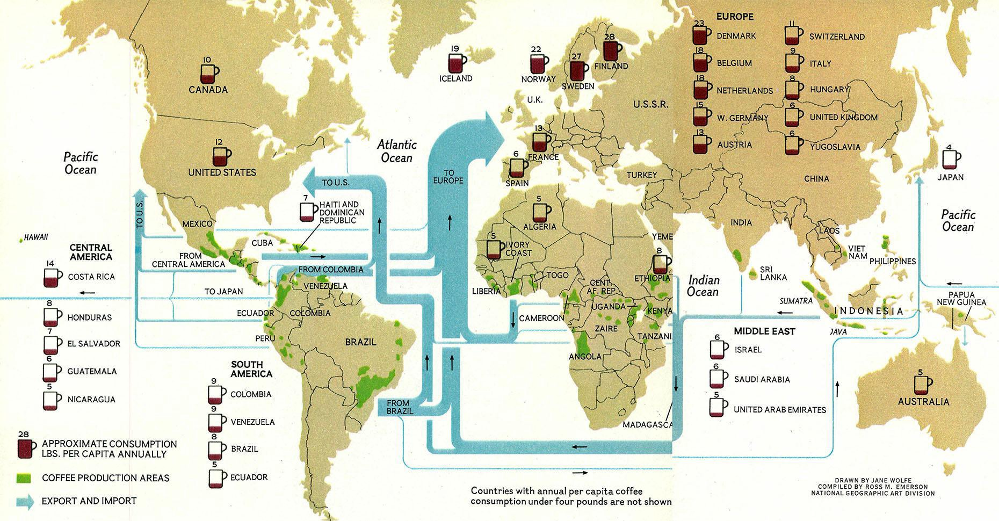 10
CANADA
12
UNITED STATES
Pacific
Ocean
TO U.S.
MEXICO
HAWAII
CENTRAL
AMERICA
14
COSTA RICA
8
HONDURAS
7
EL SALVADOR
6
GUATEMALA
5
NICARAGUA
FROM
CENTRAL AMERICA
TO JAPAN
CUBA
7
HAITI AND
DOMINICAN
REPUBLIC
TO U.S.
Atlantic
Ocean
TO
EUROPE
FROM COLOMBIA
VENEZUELA
COLOMBIA
ECUADOR
PERU
BRAZIL
FROM
BRAZIL
SOUTH
AMERICA
9
COLOMBIA
9
VENEZUELA
8
BRAZIL
5
ECUADOR
28
APPROXIMATE CONSUMPTION
LBS. PER CAPITA ANNUALLY
COFFEE PRODUCTION AREAS
EXPORT AND IMPORT
19
ICELAND
22
NORWAY
27
SWEDEN
28
FINLAND
U.K.
U.S.S.R.
13
FRANCE
6
SPAIN
TURKEY
5
ALGERIA
5
IVORY
COAST
YEME
8
ETHIOPIA
LIBERIA
TOGO
CENT.
AF. REP.
CAMEROON
UGANDA
KENYA
ZAIRE
TANZANI
ANGOLA
MADAGASCA
Countries with annual per capita coffee
consumption under four pounds are not shown
EUROPE
23
DENMARK
18
BELGIUM
18
NETHERLANDS
15
W. GERMANY
13
AUSTRIA
11
SWITZERLAND
9
ITALY
8
HUNGARY
6
UNITED KINGDOM
6
YUGOSLAVIA
4
JAPAN
CHINA
INDIA
LAOS
VIET
NAM
PHILIPPINES
SRI
LANKA
Indian
Ocean
Pacific
Ocean
SUMATRA
INDONESIA
JAVA
PAPUA
NEW GUINEA
MIDDLE EAST
6
ISRAEL
6
SAUDI ARABIA
5
UNITED ARAB EMIRATES
5
AUSTRALIA
DRAWN BY JANE WOLFE
COMPILED BY ROSS M. EMERSON
NATIONAL GEOGRAPHIC ART DIVISION